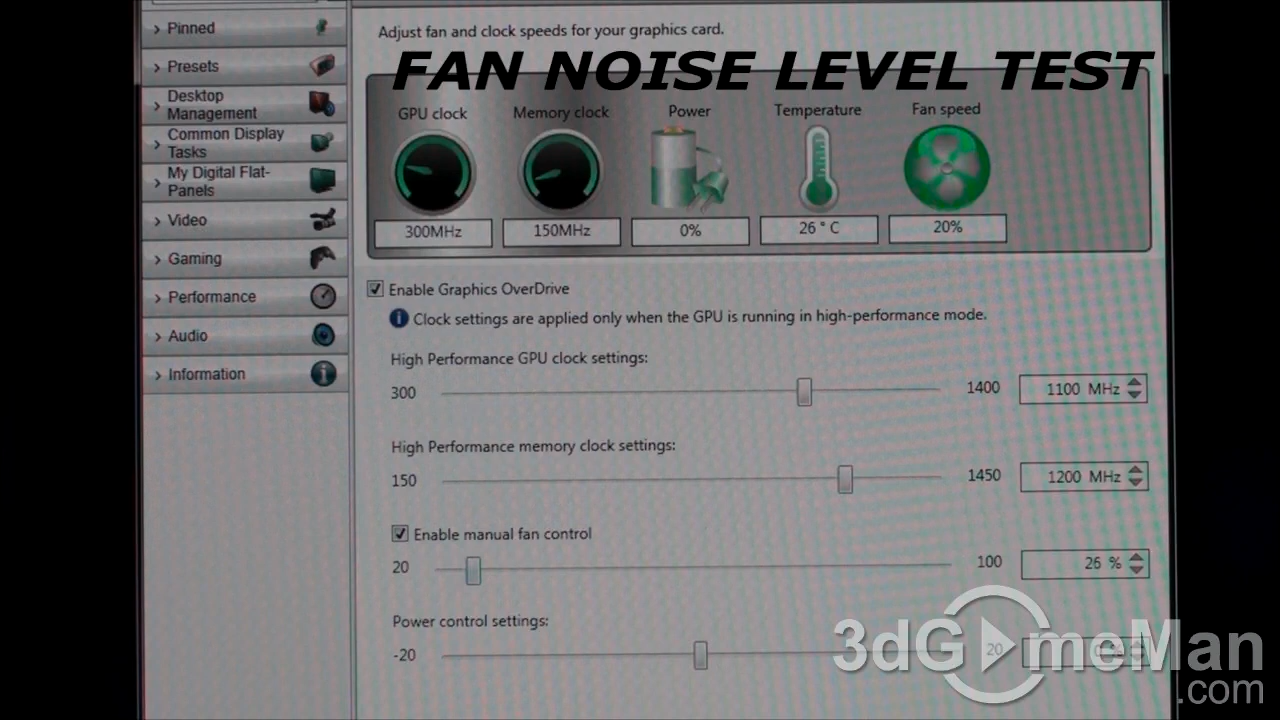 Adjust fan and clock speeds for your graphics card.
FAN NOISE LEVEL TEST
Pinned
Presets
Desktop
Management
Common Display
Tasks
My Digital Flat-
Panels
Video
Gaming
Performance
Audio
Information
GPU clock Memory clock Power Temperature Fan speed
300MHz 150MHz 0% 26 ° C 20%
Enable Graphics OverDrive
Clock settings are applied only when the GPU is running in high-performance mode.
High Performance GPU clock settings:
300 1400 1100 MHz
High Performance memory clock settings:
150 1450 1200 MHz
Enable manual fan control
20 100 26 %
Power control settings:
-20 20
3dGameMan
.com